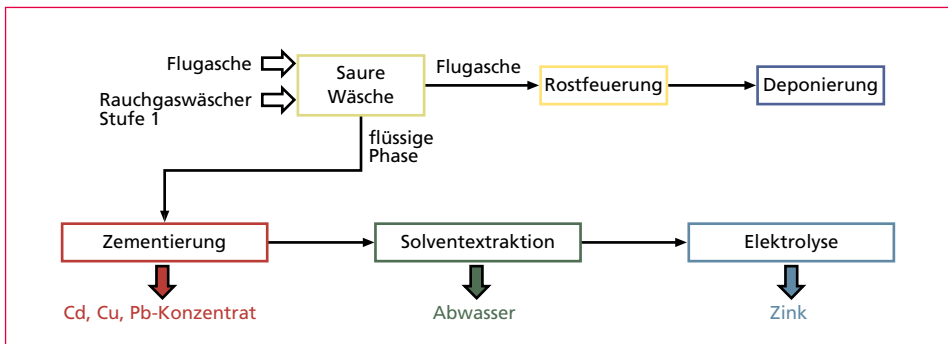 Flugasche
Rauchgaswäscher
Stufe 1
Saure
Wäsche
Flugasche
Rostfeuerung
Deponierung
flüssige
Phase
Zementierung
Solventextraktion
Elektrolyse
Cd, Cu, Pb-Konzentrat
Abwasser
Zink